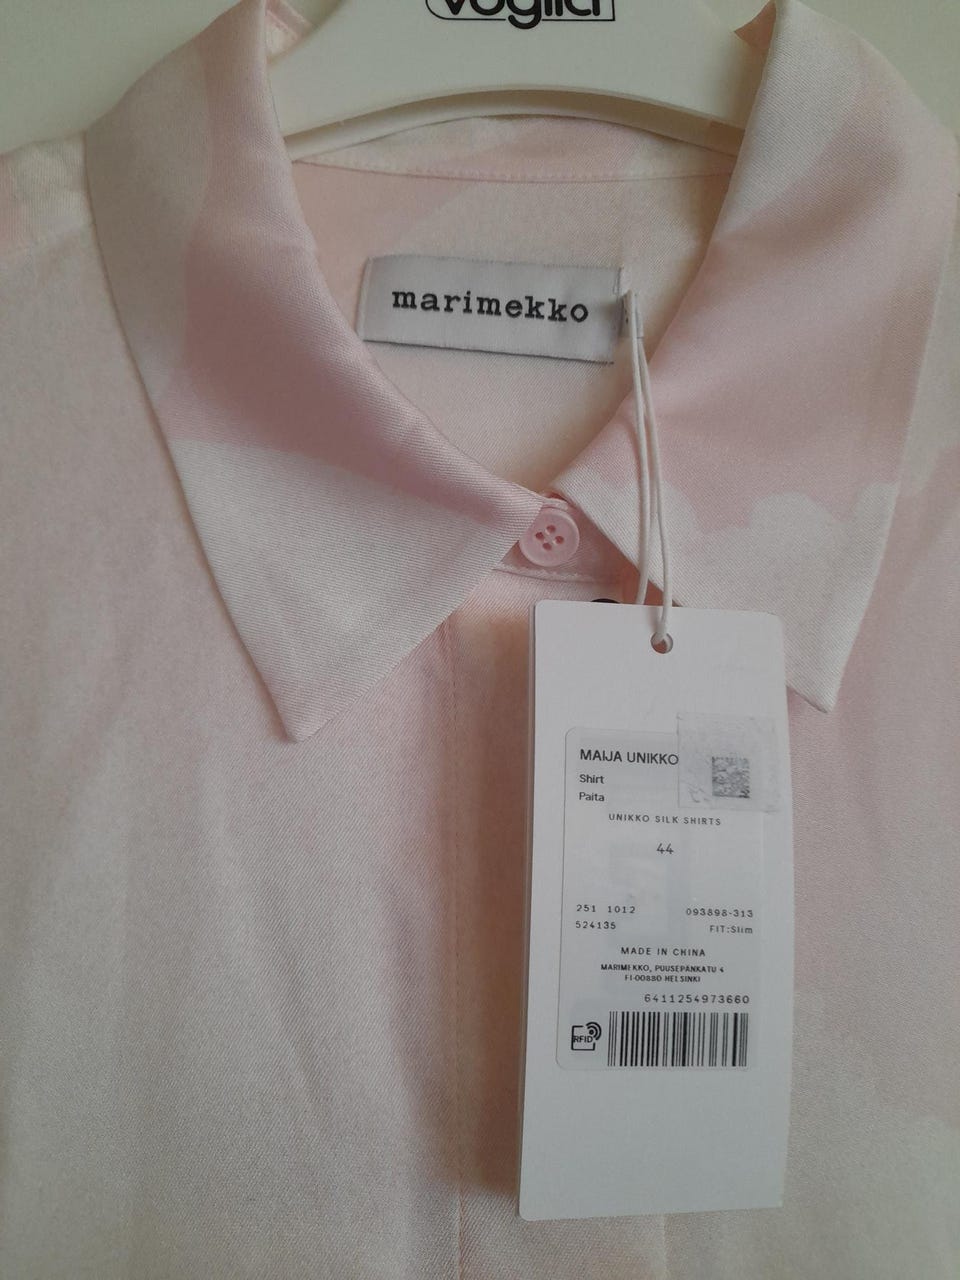 marimekko
MAIJA UNIKKO
Shirt
Paita
UNIKKO SILK SHIRTS
44
251 1012 093898-313
524135 FIT:Slim
MADE IN CHINA
MARIMEKKO, PUUSEPÄNKATU 4
FI-00880 HELSINKI
6411254973660
RFID